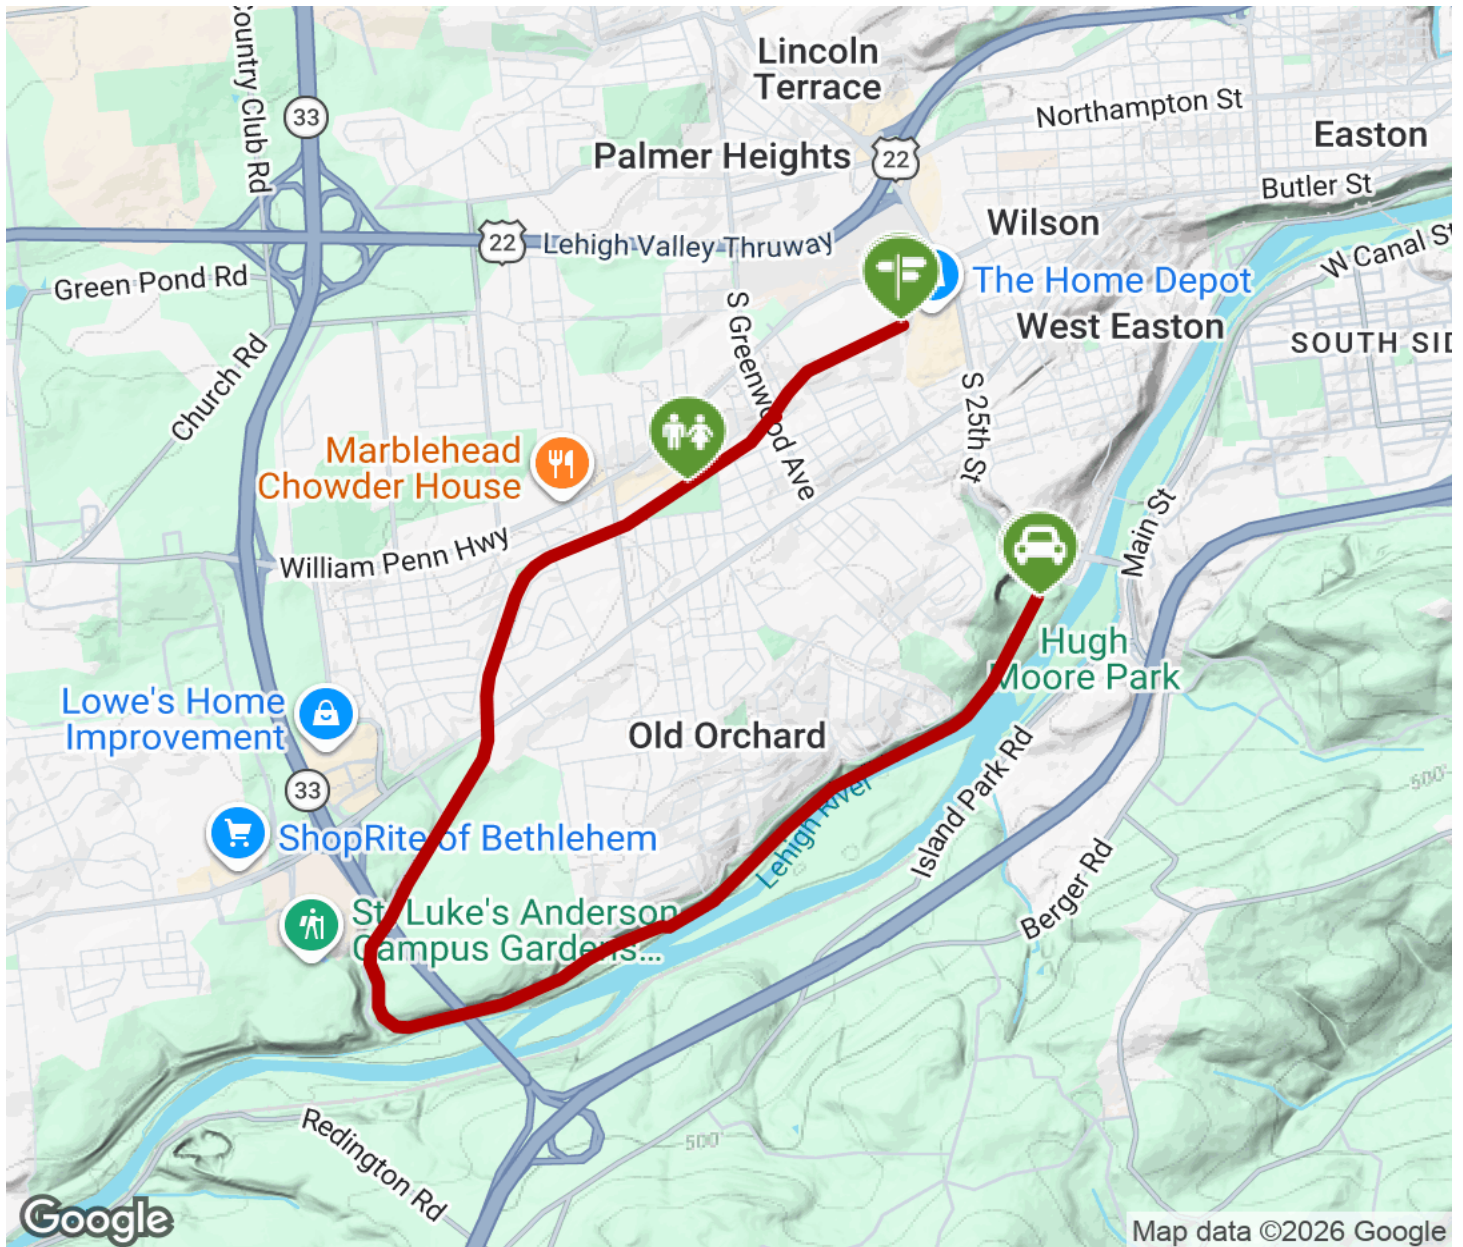 Country Club Rd
33
Lincoln
Terrace
Northampton St
Easton
Palmer Heights
22
Butler St
Wilson
22
Lehigh Valley Thruway
W Canal St
Green Pond Rd
The Home Depot
West Easton
SOUTH SID
S Greenwood Ave
Church Rd
S 25th St
Marblehead
Chowder House
William Penn Hwy
Main St
Hugh
Moore Park
Lowe's Home
Improvement
Old Orchard
33
500'
ShopRite of Bethlehem
Lehigh River
Island Park Rd
Berger Rd
St. Luke's Anderson
Campus Gardens...
Redington Rd
500'
Google
Map data ©2026 Google